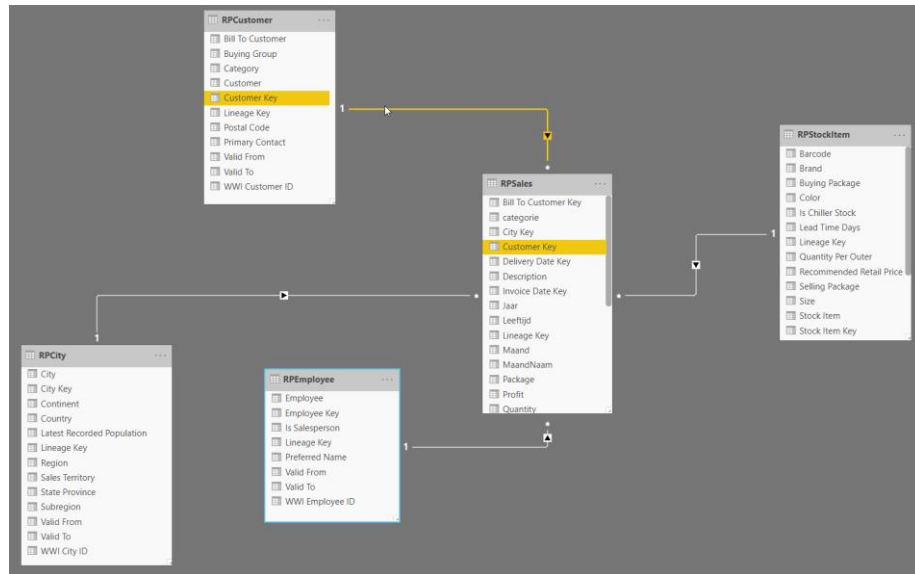 RPCustomer
Bill To Customer
Buying Group
Category
Customer
Customer Key
Lineage Key
Postal Code
Primary Contact
Valid From
Valid To
WWI Customer ID
1
RPStockItem
Barcode
Brand
Buying Package
Color
Is Chiller Stock
Lead Time Days
Lineage Key
Quantity Per Outer
Recommended Retail Price
Selling Package
Size
Stock Item
Stock Item Key
1
RPSales
Bill To Customer Key
categorie
City Key
Customer Key
Delivery Date Key
Description
Invoice Date Key
Jaar
Leeftijd
Lineage Key
Maand
MaandNaam
Package
Profit
Quantity
1
RPCity
City
City Key
Continent
Country
Latest Recorded Population
Lineage Key
Region
Sales Territory
State Province
Subregion
Valid From
Valid To
WWI City ID
RPEmployee
Employee
Employee Key
Is Salesperson
Lineage Key
Preferred Name
Valid From
Valid To
WWI Employee ID
1